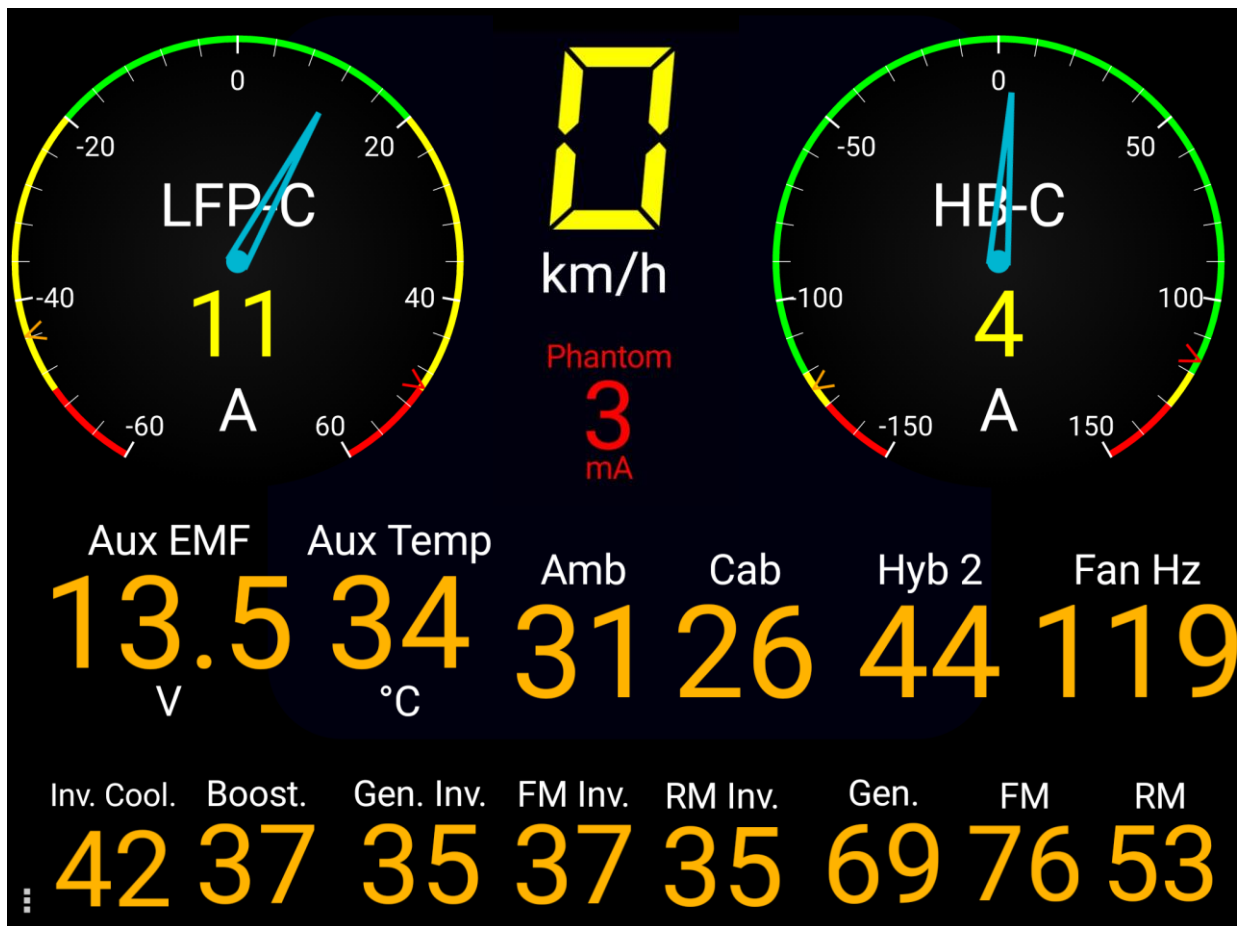 0
-20
20
LFP-C
-40
40
11
-60
A
60
0
km/h
Phantom
3
mA
0
-50
50
HB-C
-100
100
4
-150
A
150
Aux EMF
13.5
V
Aux Temp
34
°C
Amb
31
Cab
26
Hyb 2
44
Fan Hz
119
Inv. Cool.
42
Boost.
37
Gen. Inv.
35
FM Inv.
37
RM Inv.
35
Gen.
69
FM
76
RM
53